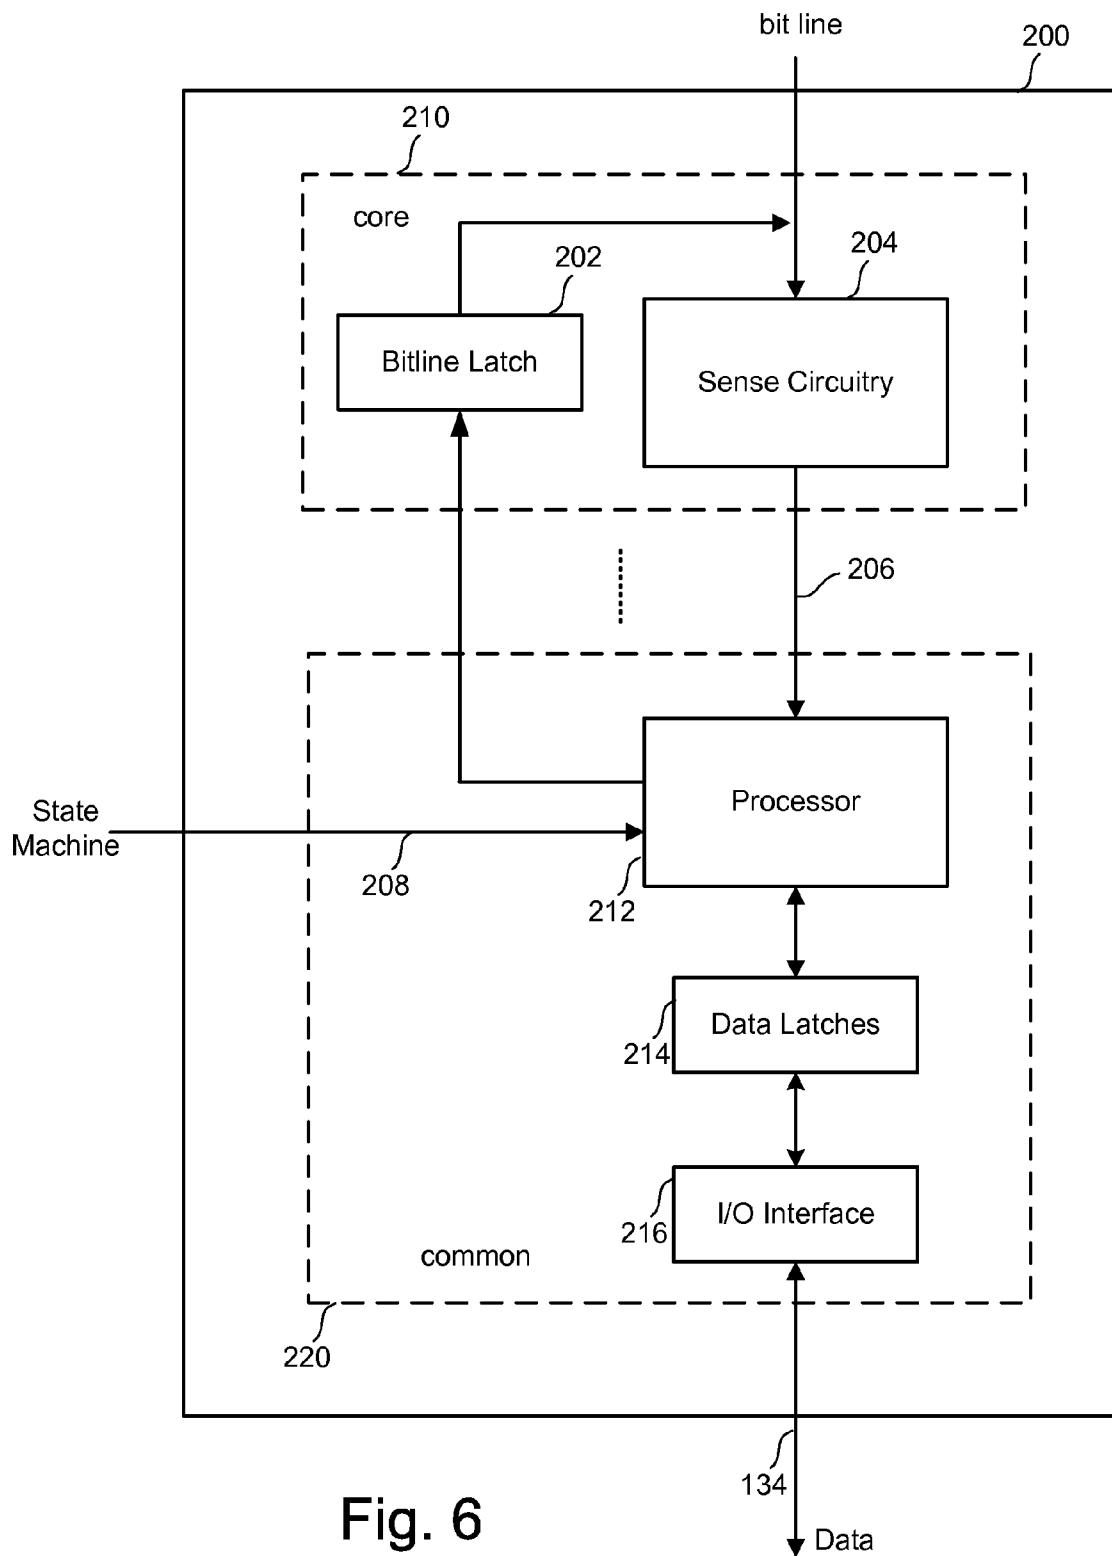 bit line
200
210
core
202
204
Bitline Latch
Sense Circuitry
206
State
Machine
Processor
208
212
Data Latches
214
I/O Interface
216
common
220
134
Fig. 6
Data